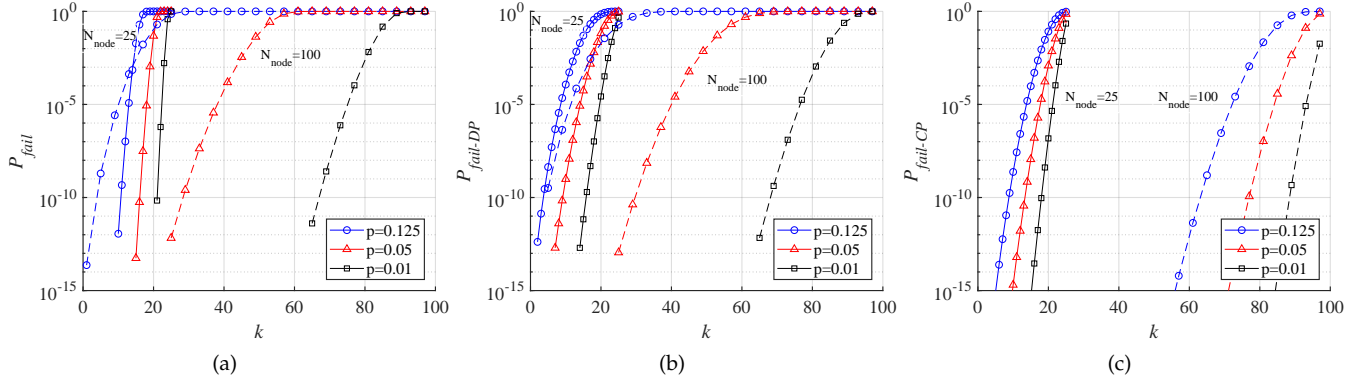 10^0
10^-5
10^-10
10^-15
P_fail
0 20 40 60 80 100
k
N_node=25
N_node=100
p=0.125
p=0.05
p=0.01
(a)
10^0
10^-5
10^-10
10^-15
P_fail-DP
0 20 40 60 80 100
k
N_node=25
N_node=100
p=0.125
p=0.05
p=0.01
(b)
10^0
10^-5
10^-10
10^-15
P_fail-CP
0 20 40 60 80 100
k
N_node=25
N_node=100
p=0.125
p=0.05
p=0.01
(c)